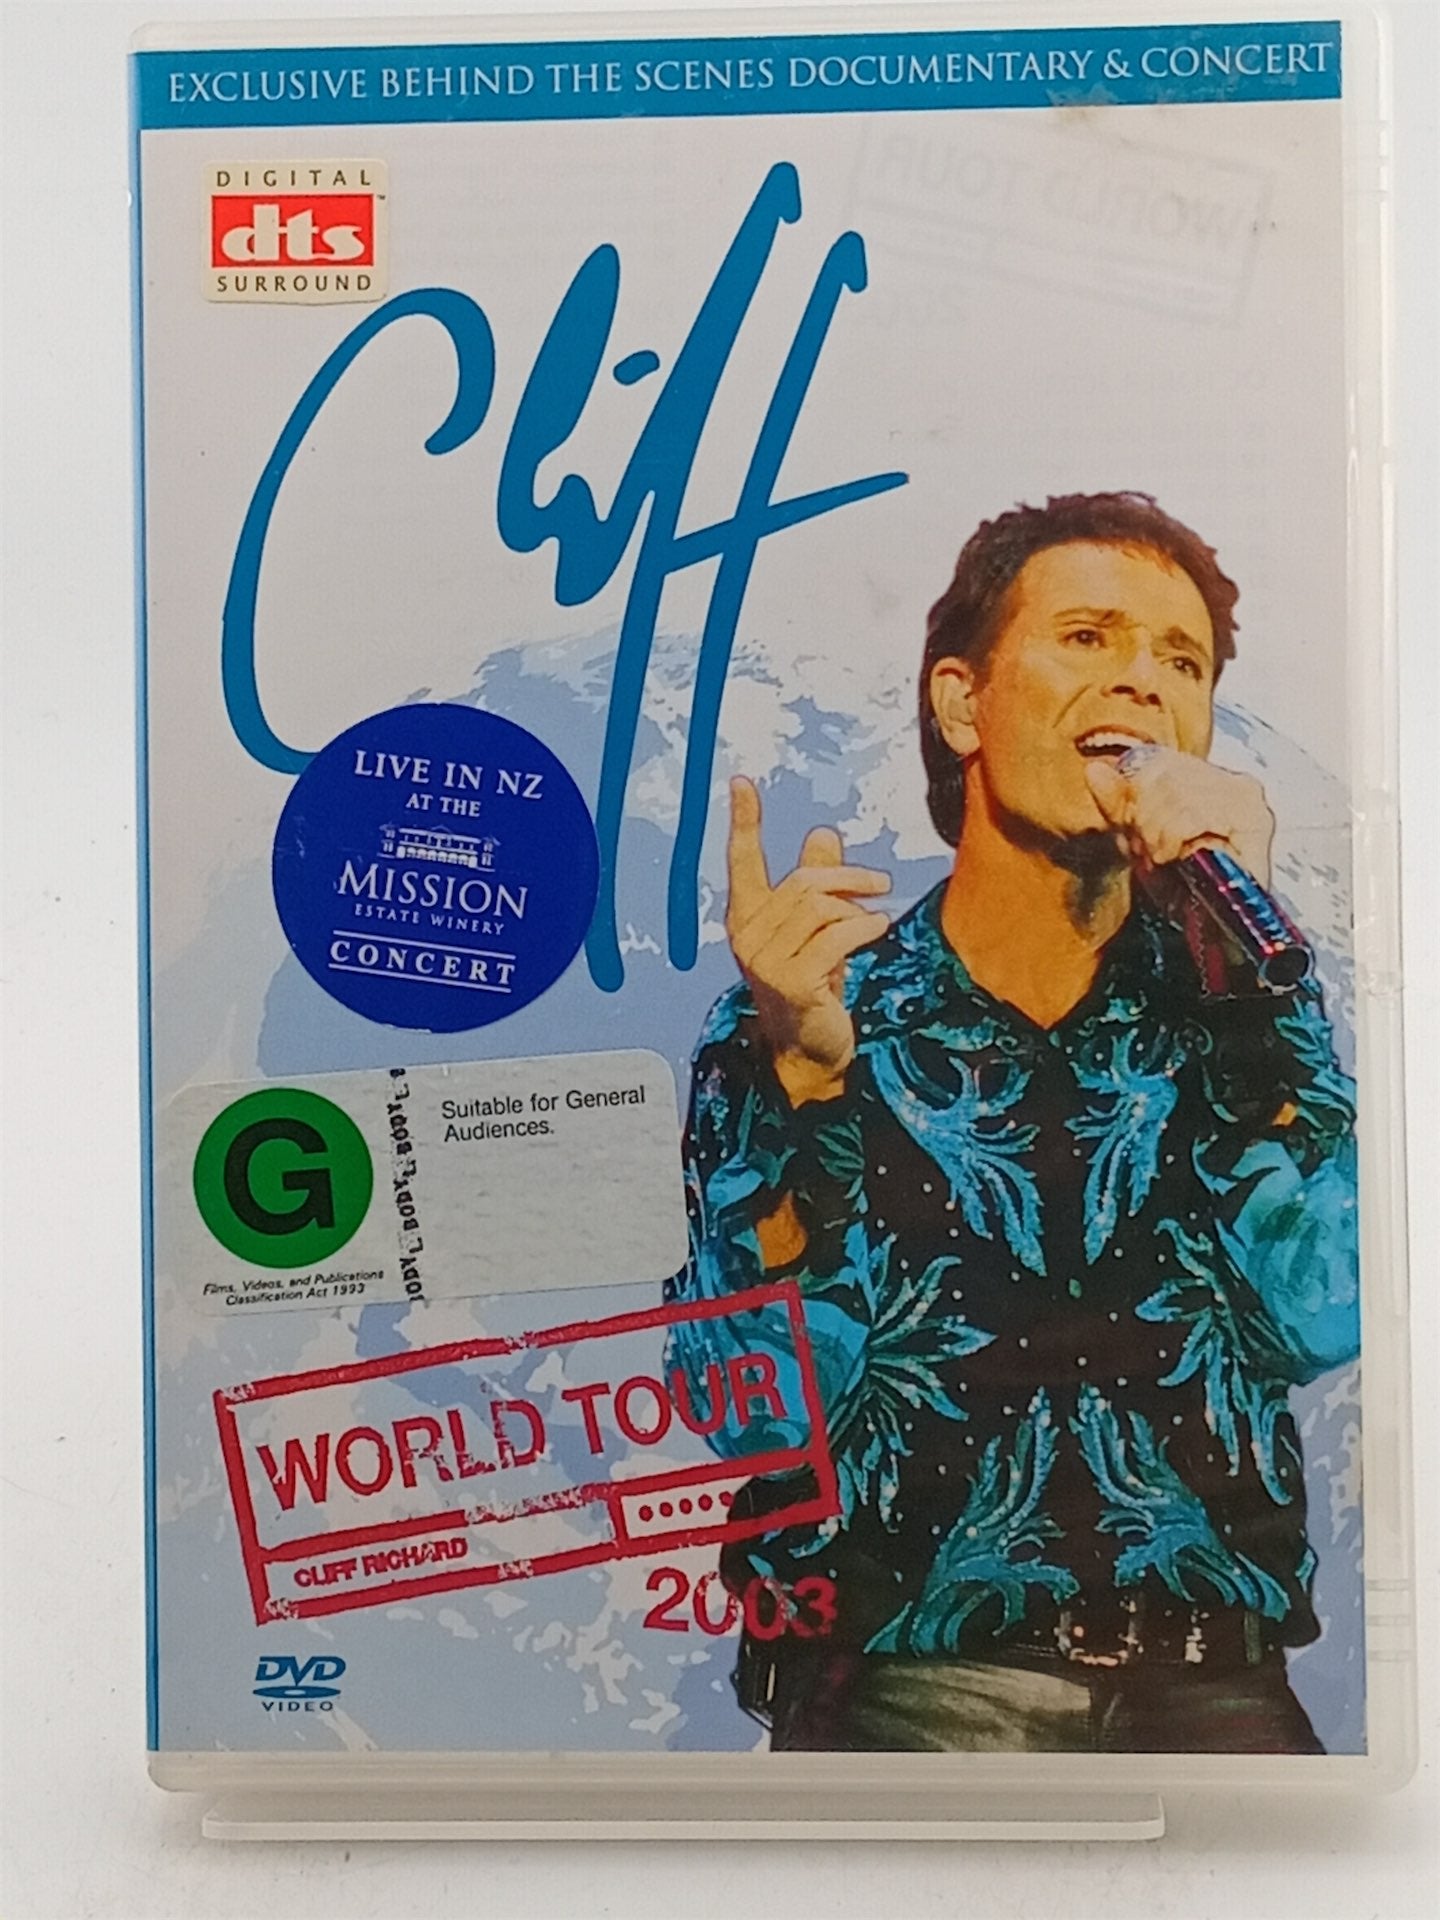 EXCLUSIVE BEHIND THE SCENES DOCUMENTARY & CONCERT
DIGITAL
dts
SURROUND
Cliff
LIVE IN NZ
AT THE
MISSION
ESTATE WINERY
CONCERT
G
Suitable for General
Audiences.
Films, Videos, and Publications
Classification Act 1993
WORLD TOUR
CLIFF RICHARD
2003
DVD
VIDEO